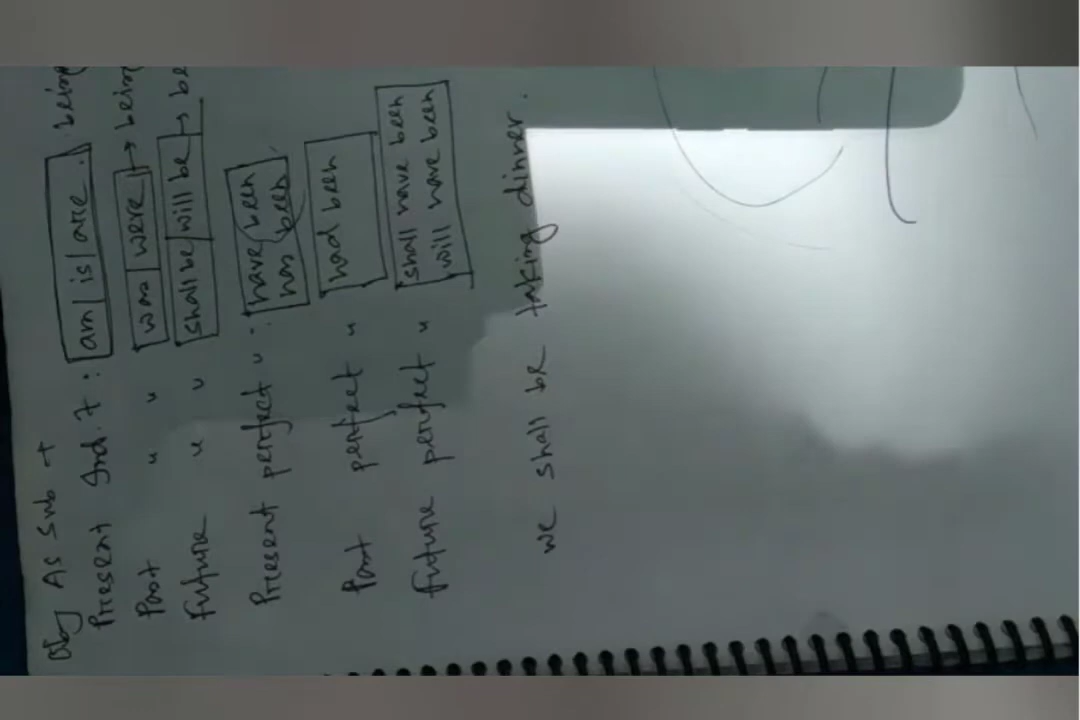 Obj As Sub +
Present Ind. t : am / is / are . being
Past " " was / were → being
Future " " shall be / will be → be
Present perfect " : have been / has been
Past perfect " had been
Future perfect " shall have been will have been
we shall be taking dinner.